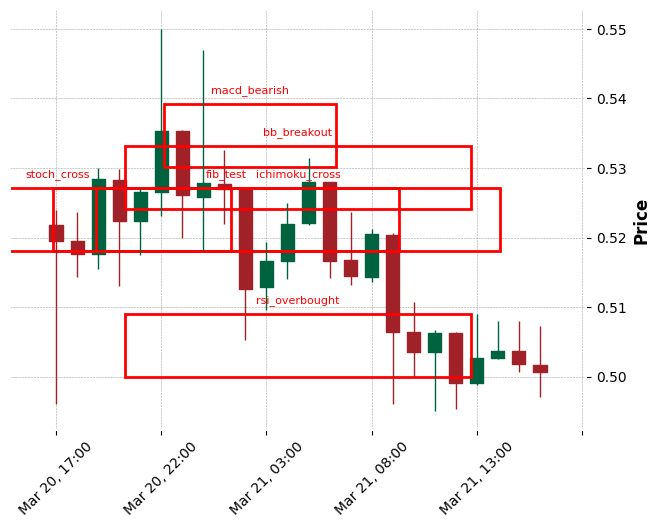 0.55
macd_bearish
0.54
bb_breakout
stoch_cross fib_test ichimoku_cross
0.53
0.52
Price
rsi_overbought
0.51
0.50
Mar 20, 17:00 Mar 20, 22:00 Mar 21, 03:00 Mar 21, 08:00 Mar 21, 13:00